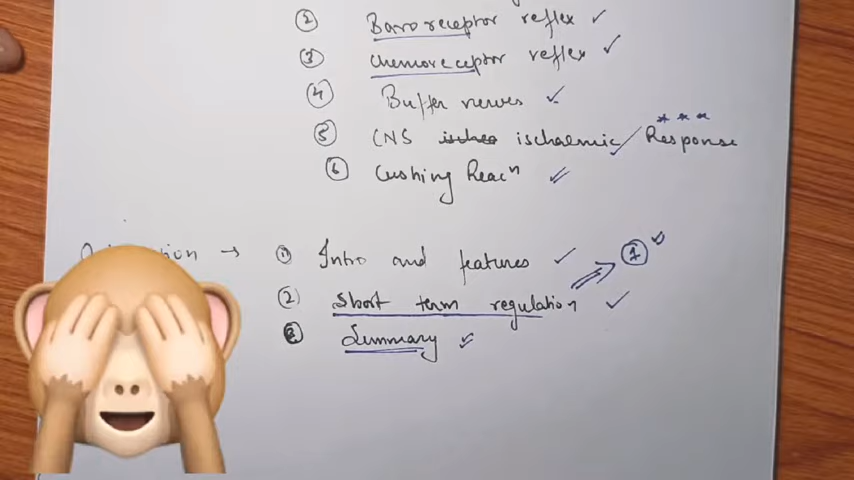 ② Baroreceptor reflex ✓
③ chemoreceptor reflex ✓
④ Buffer nerves ✓
⑤ CNS ischaemic Response ***
⑥ Cushing Reacⁿ ✓
→ ① Intro and features ✓
② Short term regulation ✓ ⇒ ①
③ Summary ✓